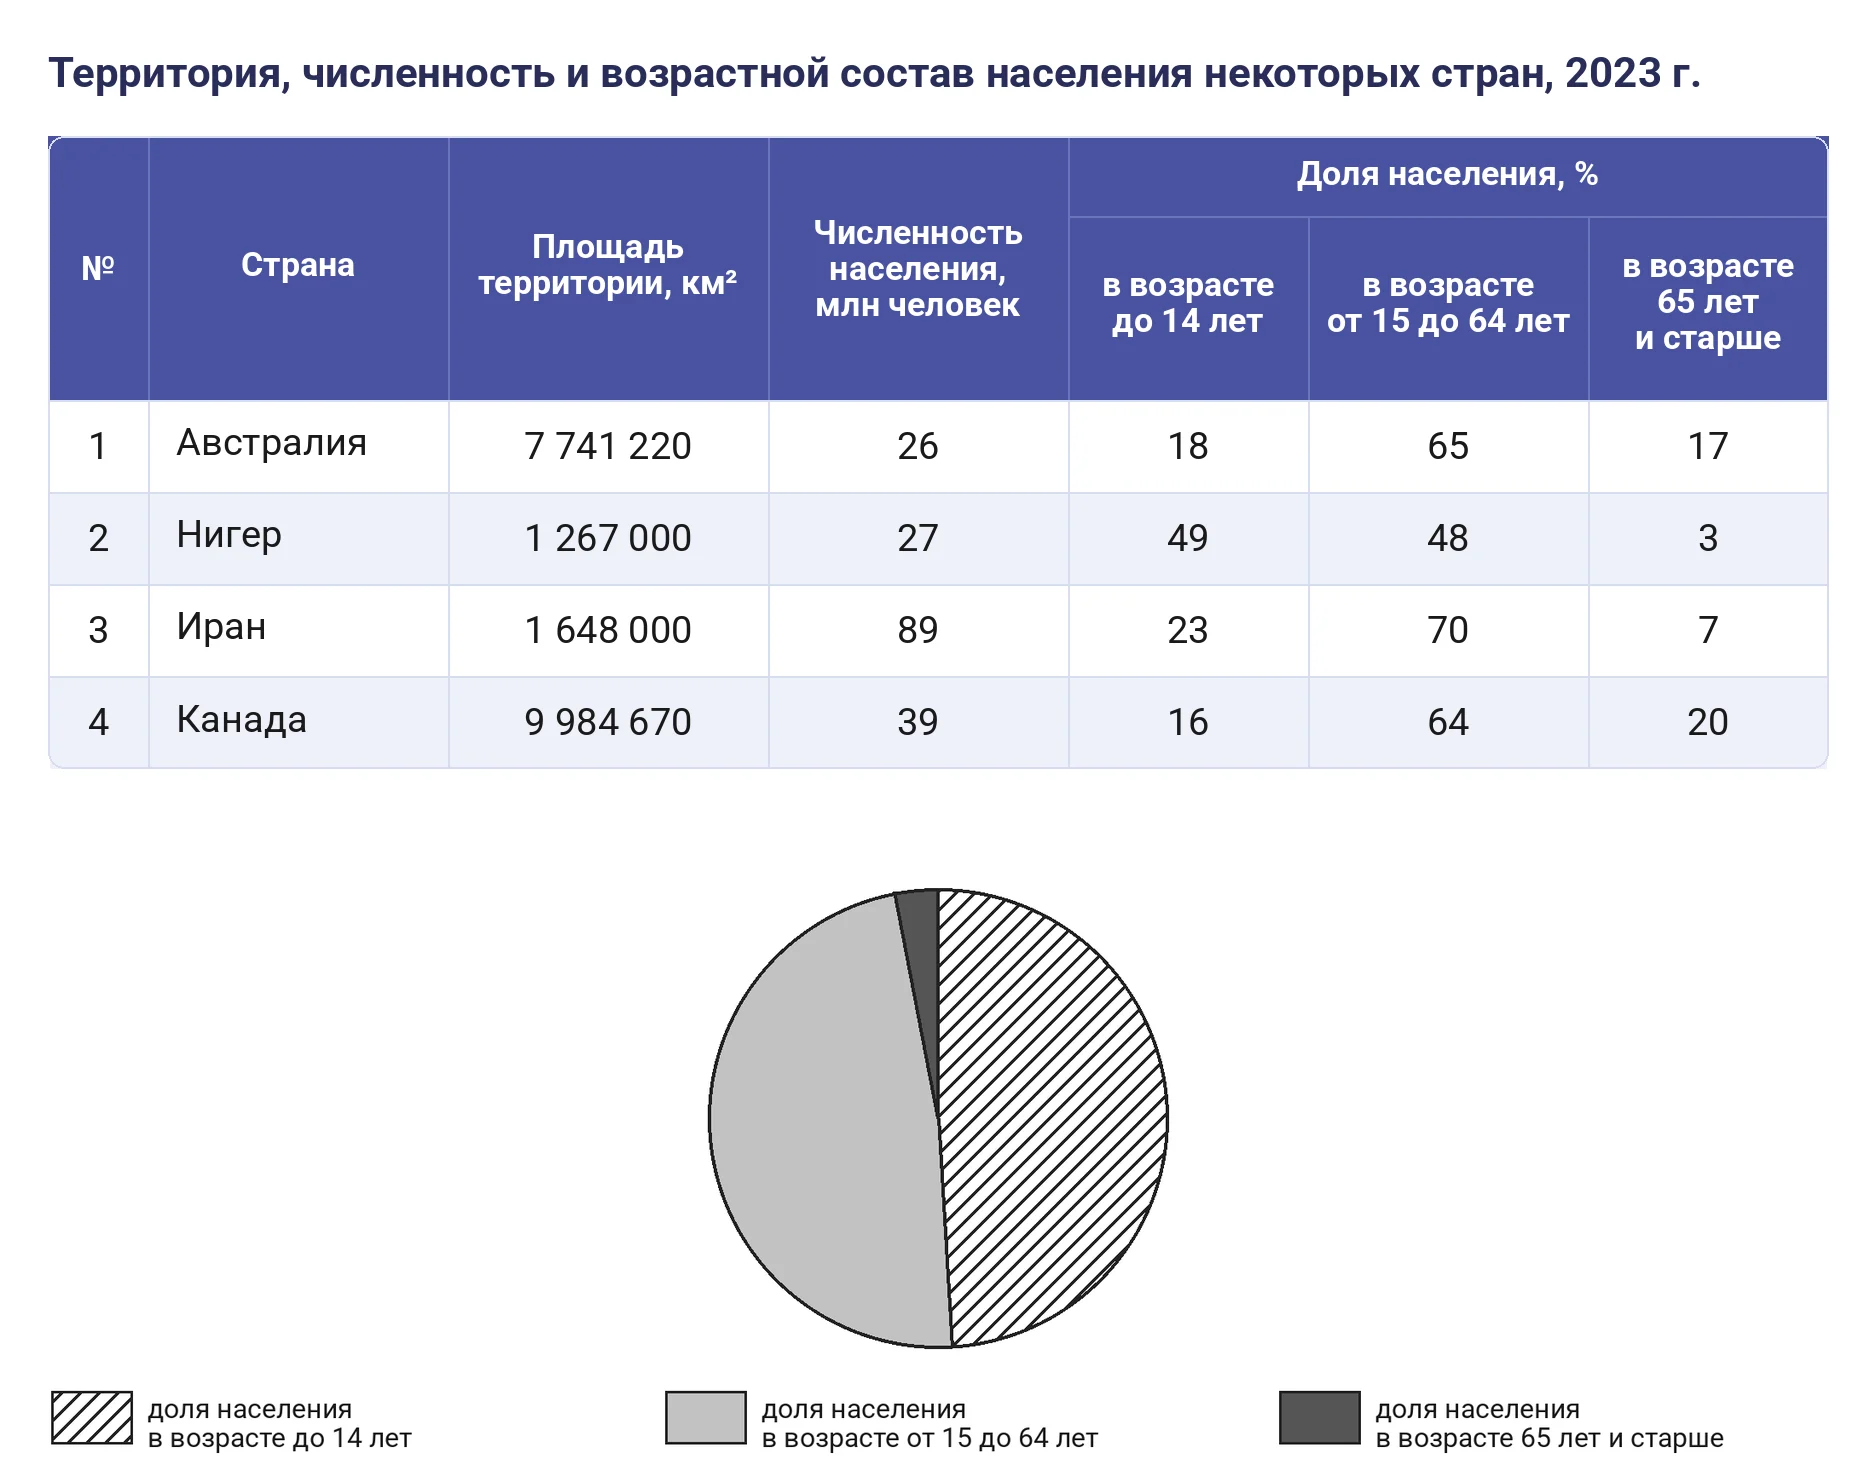 Территория, численность и возрастной состав населения некоторых стран, 2023 г.
№
Страна
Площадь
территории, км²
Численность
населения,
млн человек
Доля населения, %
в возрасте
до 14 лет
в возрасте
от 15 до 64 лет
в возрасте
65 лет
и старше
1 Австралия 7 741 220 26 18 65 17
2 Нигер 1 267 000 27 49 48 3
3 Иран 1 648 000 89 23 70 7
4 Канада 9 984 670 39 16 64 20
доля населения
в возрасте до 14 лет
доля населения
в возрасте от 15 до 64 лет
доля населения
в возрасте 65 лет и старше